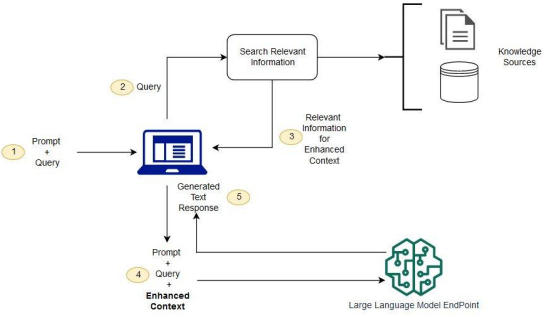 Search Relevant
Information
Knowledge
Sources
2
Query
3
Relevant
Information
for
Enhanced
Context
1
Prompt
+
Query
Generated
Text
Response
5
4
Prompt
+
Query
+
Enhanced
Context
Large Language Model EndPoint